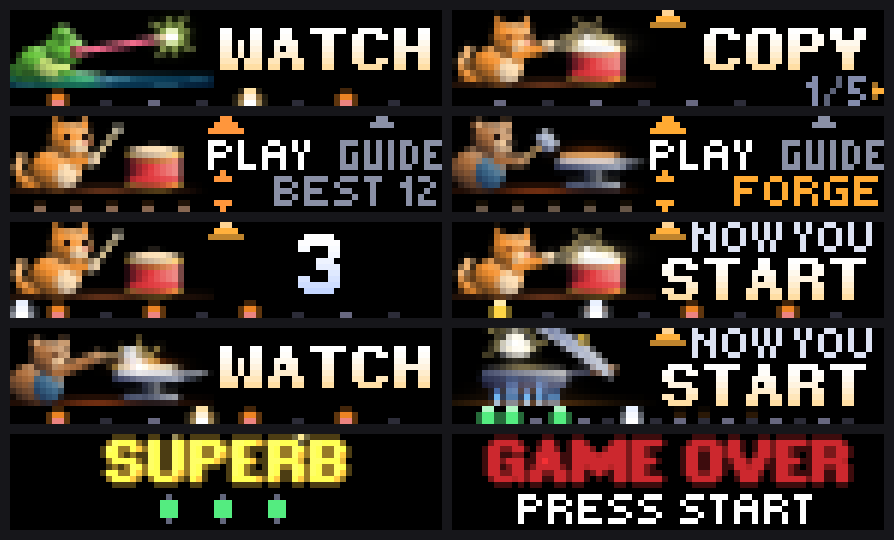 WATCH
COPY
1/5
PLAY GUIDE
BEST 12
PLAY GUIDE
FORGE
3
NOW YOU
START
WATCH
NOW YOU
START
SUPERB
GAME OVER
PRESS START